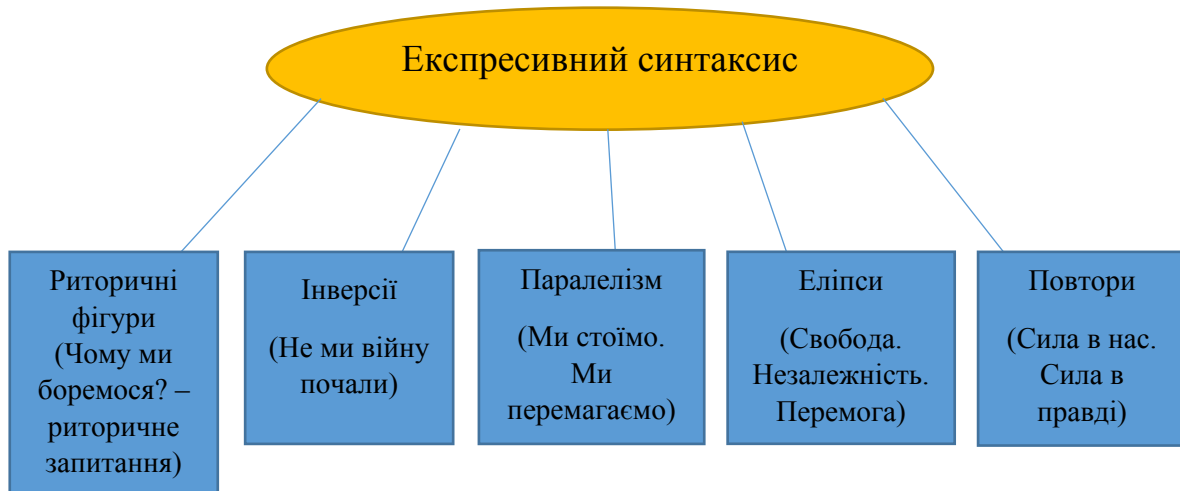 Експресивний синтаксис
Риторичні
фігури
(Чому ми
боремося? –
риторичне
запитання)
Інверсії
(Не ми війну
почали)
Паралелізм
(Ми стоїмо.
Ми
перемагаємо)
Еліпси
(Свобода.
Незалежність.
Перемога)
Повтори
(Сила в нас.
Сила в
правді)